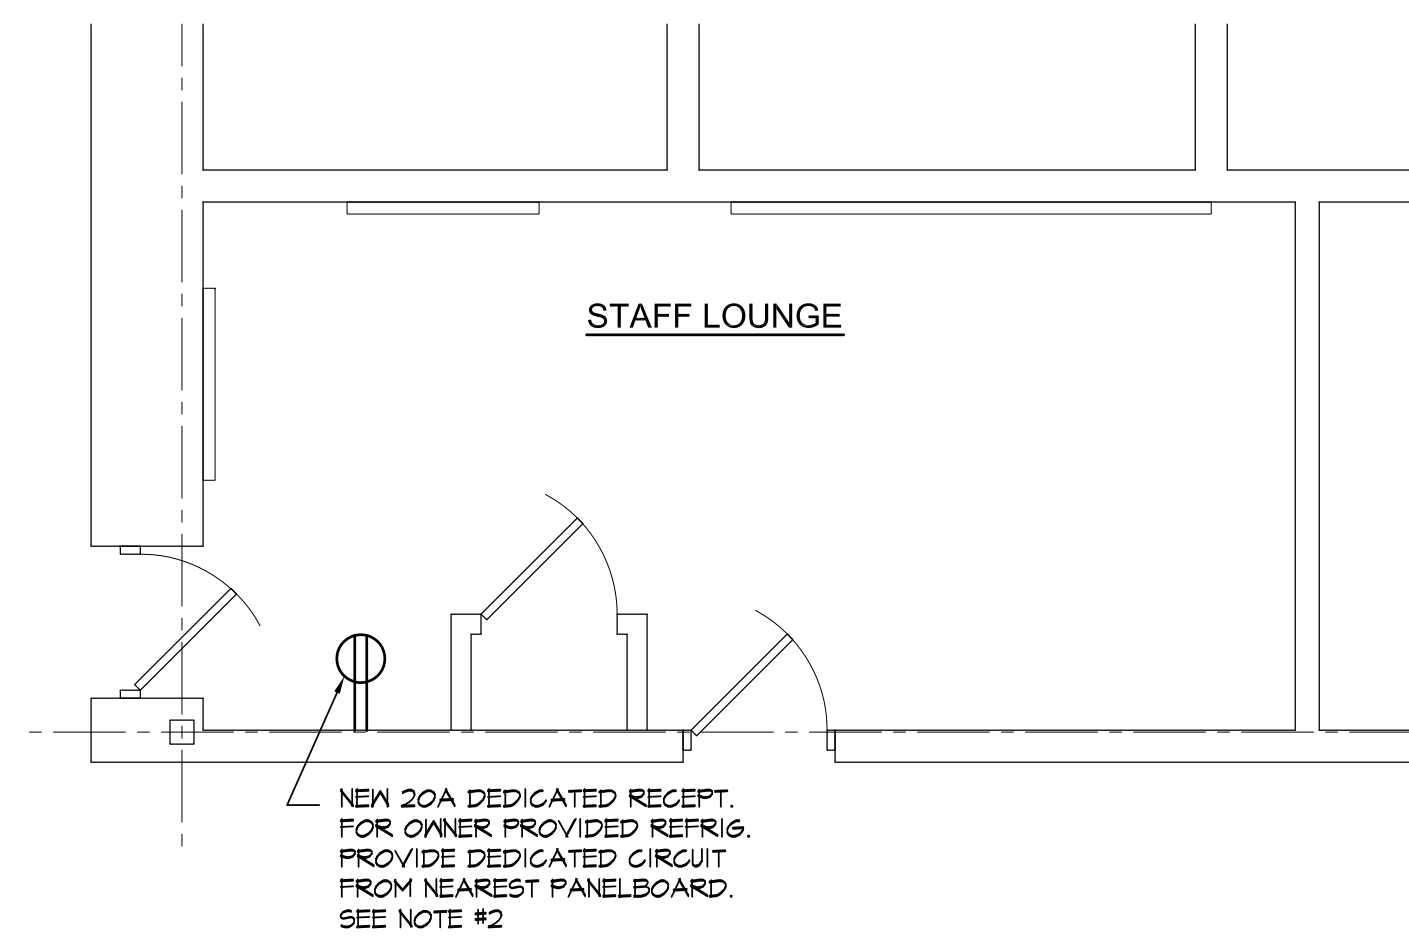 STAFF LOUNGE
NEW 20A DEDICATED RECEPT.
FOR OWNER PROVIDED REFRIG.
PROVIDE DEDICATED CIRCUIT
FROM NEAREST PANELBOARD.
SEE NOTE #2